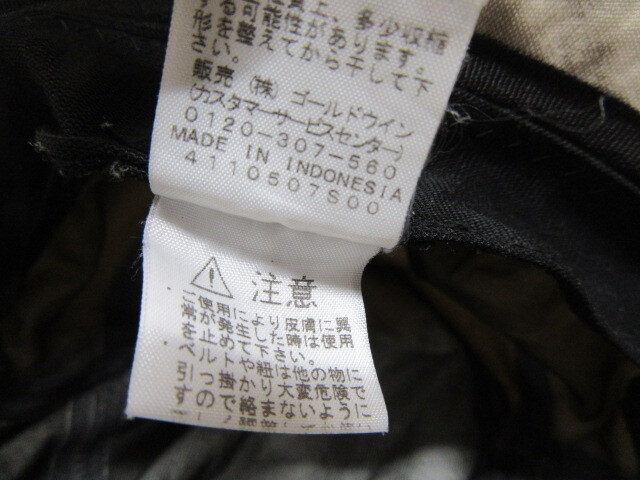 上、多少収縮
する可能性があります。
形を整えてから干して下
さい。
販売 (株) ゴールドウイン
(カスタマーサービスセンター)
0120-307-560
MADE IN INDONESIA
4110507S00
⚠ 注意
・ご使用により皮膚に異
常が発生した時は使用
を止めて下さい。
・ベルトや紐は他の物に
引っ掛かり大変危険で
すので絡まないように